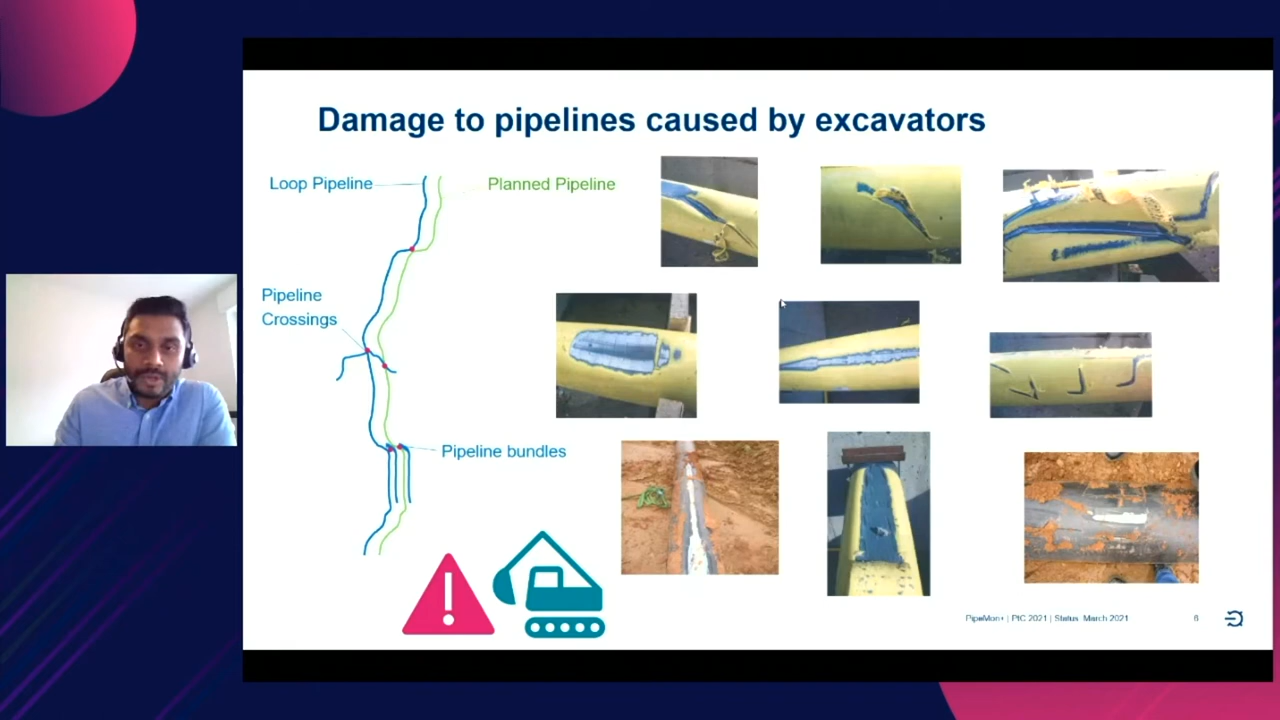 Damage to pipelines caused by excavators
Loop Pipeline
Planned Pipeline
Pipeline
Crossings
Pipeline bundles
PipeMon+ | PtC 2021 | Status March 2021
6